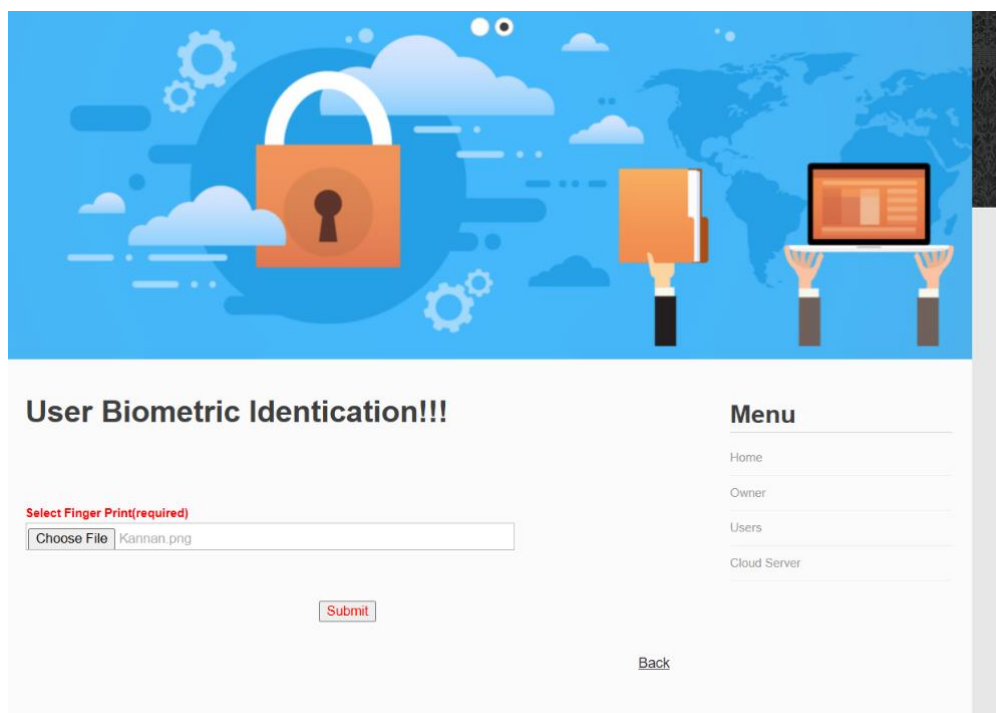 User Biometric Identication!!!
Select Finger Print(required)
Choose File Kannan.png
Submit
Back
Menu
Home
Owner
Users
Cloud Server